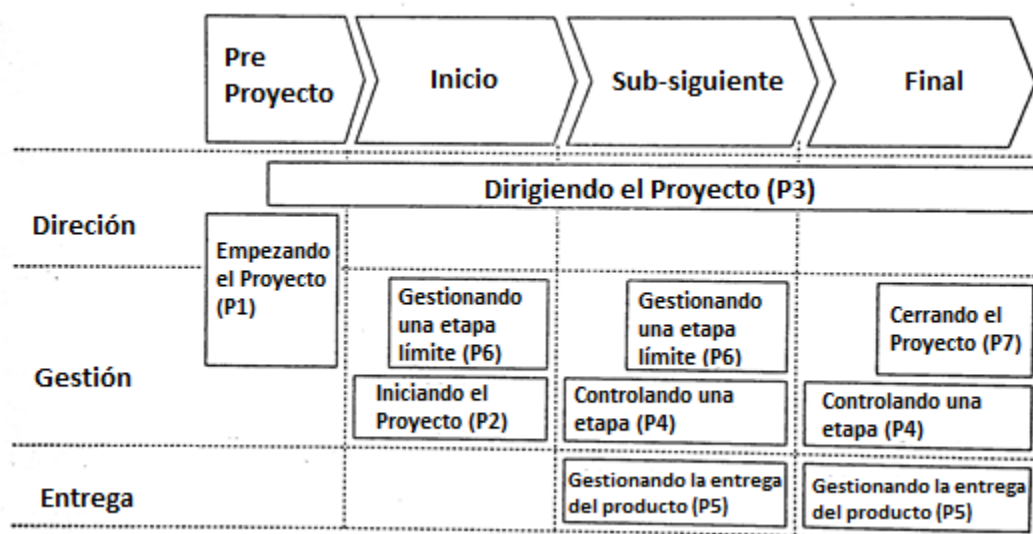 Pre
Proyecto
Inicio
Sub-siguiente
Final
Dirigiendo el Proyecto (P3)
Direción
Empezando
el Proyecto
(P1)
Gestionando
una etapa
límite (P6)
Gestionando
una etapa
límite (P6)
Cerrando el
Proyecto (P7)
Gestión
Iniciando el
Proyecto (P2)
Controlando una
etapa (P4)
Controlando una
etapa (P4)
Entrega
Gestionando la entrega
del producto (P5)
Gestionando la entrega
del producto (P5)